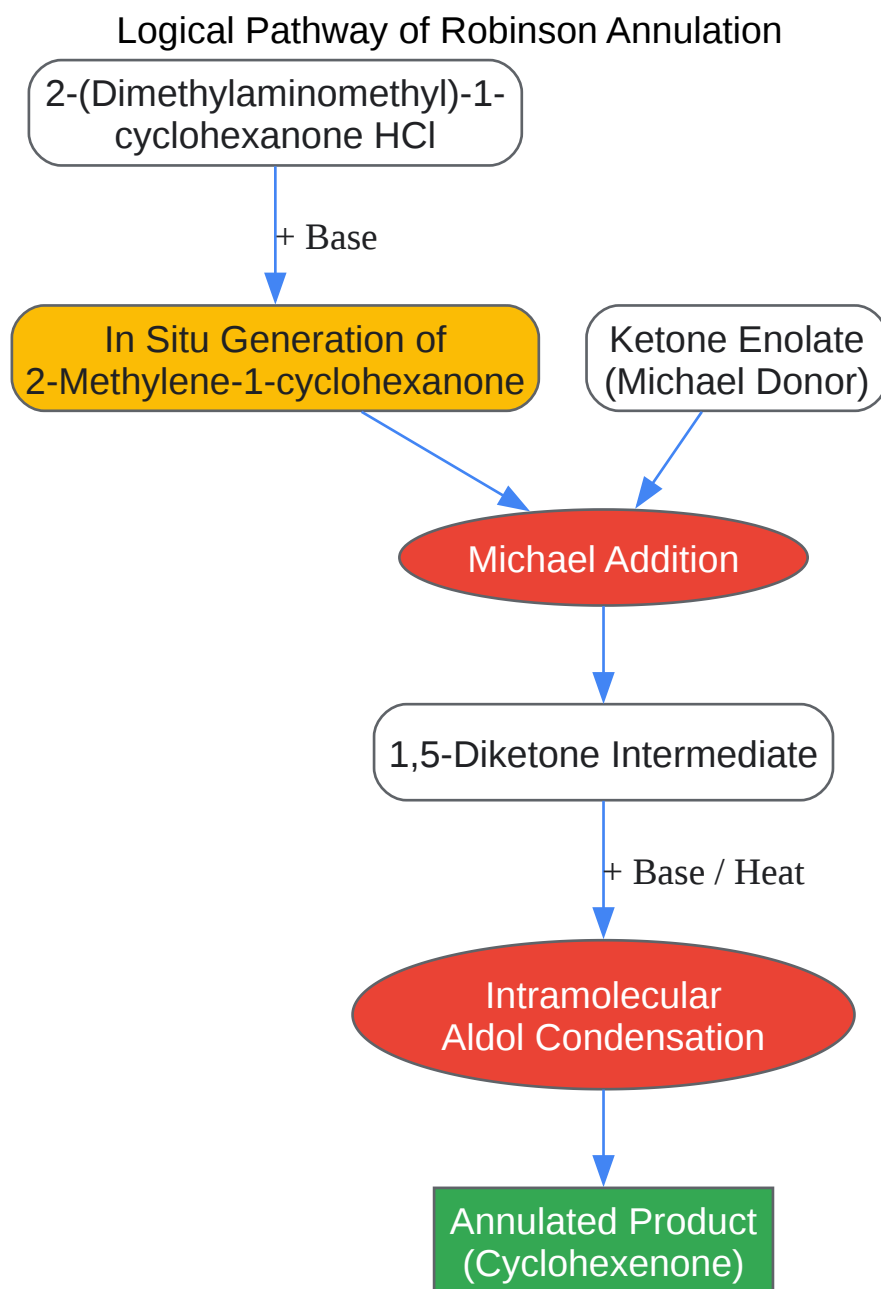 Logical Pathway of Robinson Annulation
2-(Dimethylaminomethyl)-1-
cyclohexanone HCl
+ Base
In Situ Generation of
2-Methylene-1-cyclohexanone
Ketone Enolate
(Michael Donor)
Michael Addition
1,5-Diketone Intermediate
+ Base / Heat
Intramolecular
Aldol Condensation
Annulated Product
(Cyclohexenone)